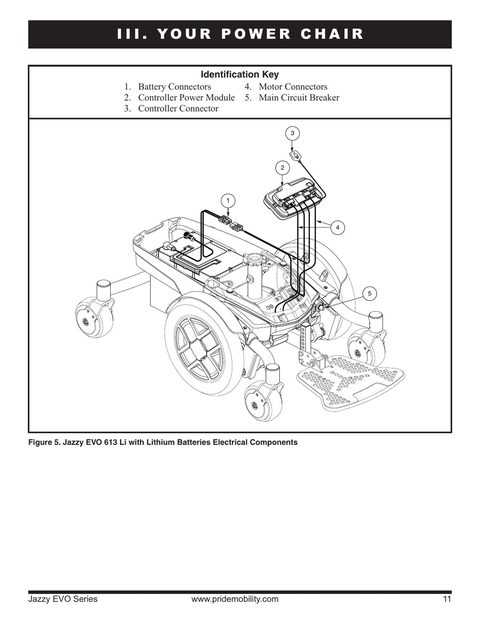 III. YOUR POWER CHAIR
Identification Key
1. Battery Connectors
2. Controller Power Module
3. Controller Connector
4. Motor Connectors
5. Main Circuit Breaker
3
2
1
4
5
Figure 5. Jazzy EVO 613 Li with Lithium Batteries Electrical Components
Jazzy EVO Series www.pridemobility.com 11